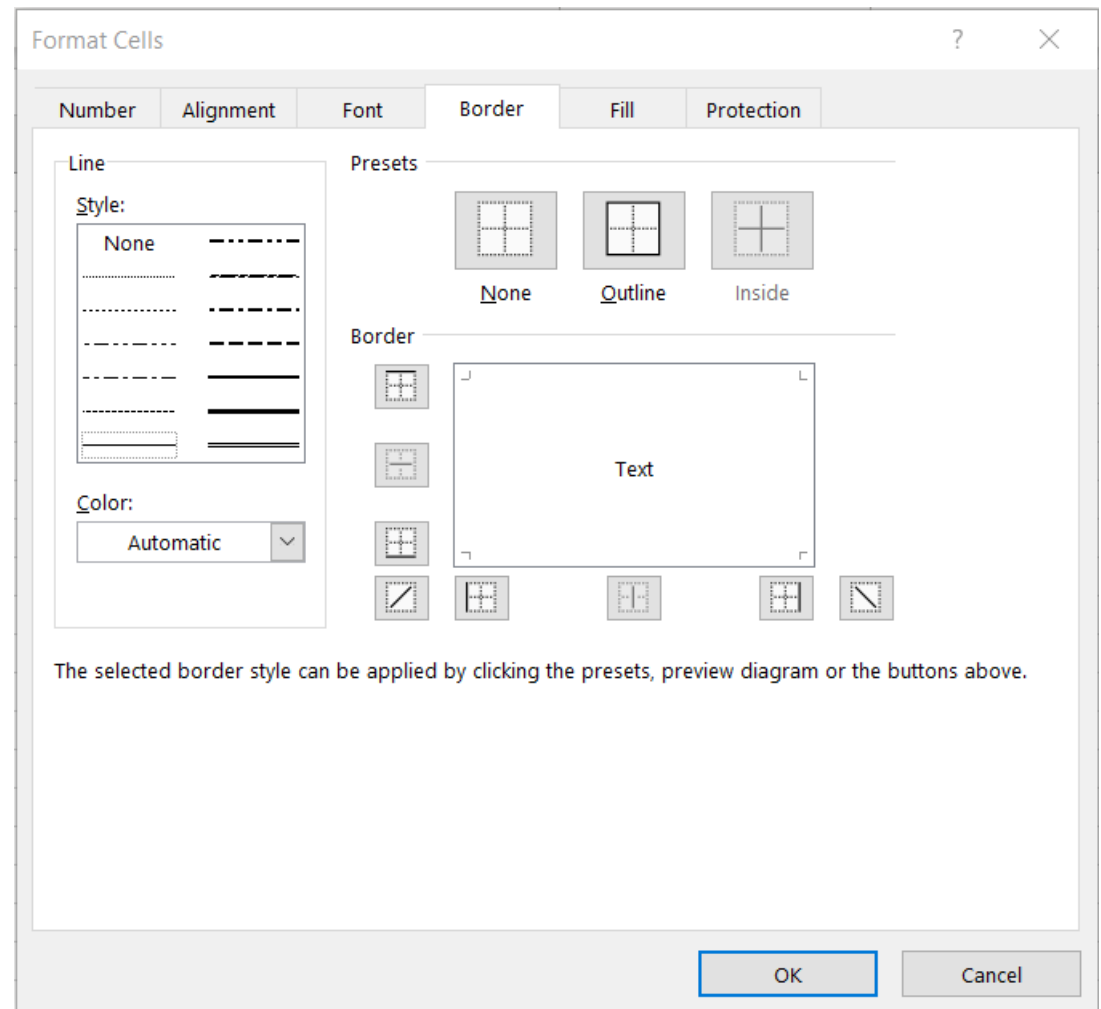 Format Cells
?
Number Alignment Font Border Fill Protection
Line
Style:
None
Color:
Automatic
Presets
None Outline Inside
Border
Text
The selected border style can be applied by clicking the presets, preview diagram or the buttons above.
OK Cancel